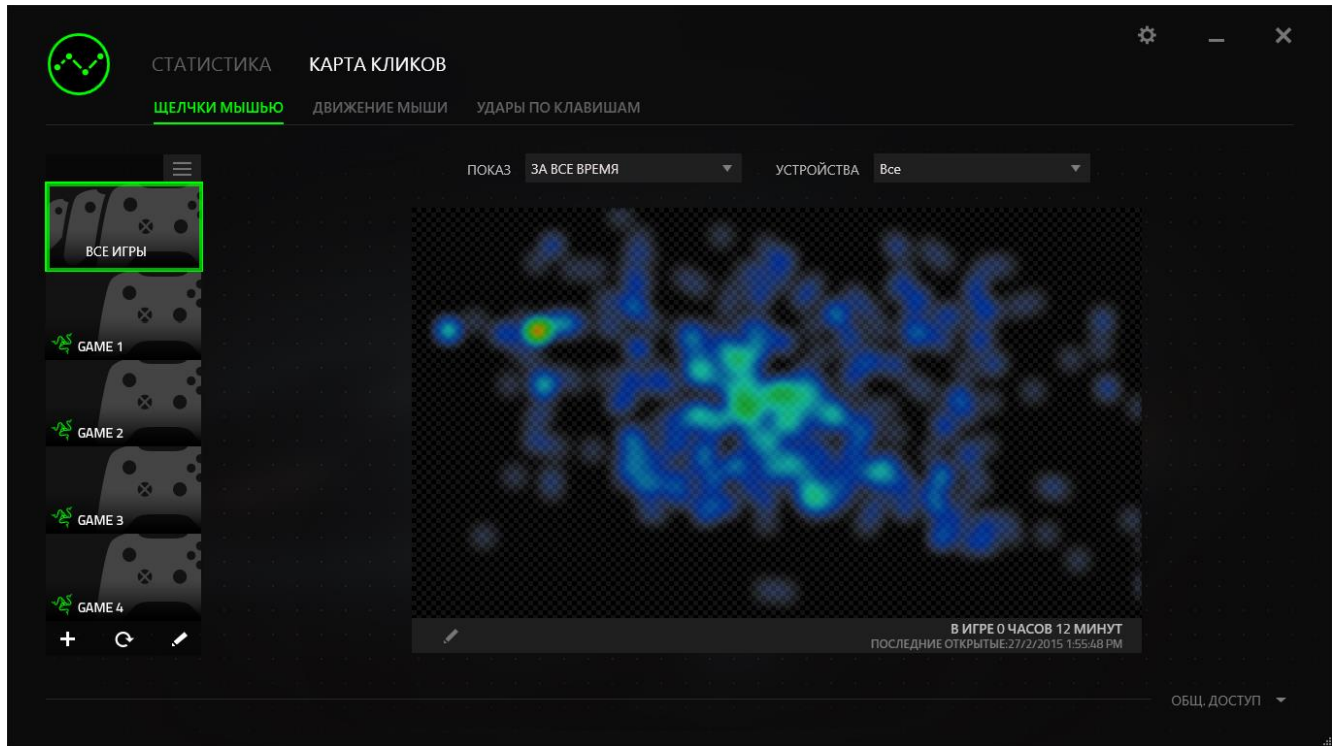 СТАТИСТИКА КАРТА КЛИКОВ
ЩЕЛЧКИ МЫШЬЮ ДВИЖЕНИЕ МЫШИ УДАРЫ ПО КЛАВИШАМ
ПОКАЗ ЗА ВСЕ ВРЕМЯ УСТРОЙСТВА Все
ВСЕ ИГРЫ
GAME 1
GAME 2
GAME 3
GAME 4
В ИГРЕ 0 ЧАСОВ 12 МИНУТ
ПОСЛЕДНИЕ ОТКРЫТЫЕ:27/2/2015 1:55:48 PM
ОБЩ. ДОСТУП